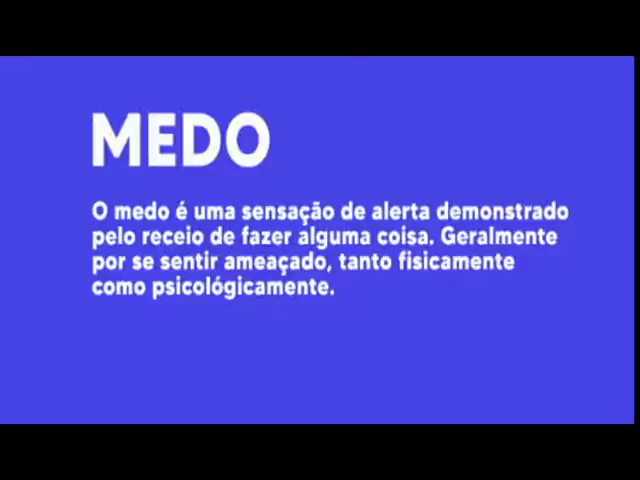 MEDO
O medo é uma sensação de alerta demonstrado
pelo receio de fazer alguma coisa. Geralmente
por se sentir ameaçado, tanto fisicamente
como psicológicamente.